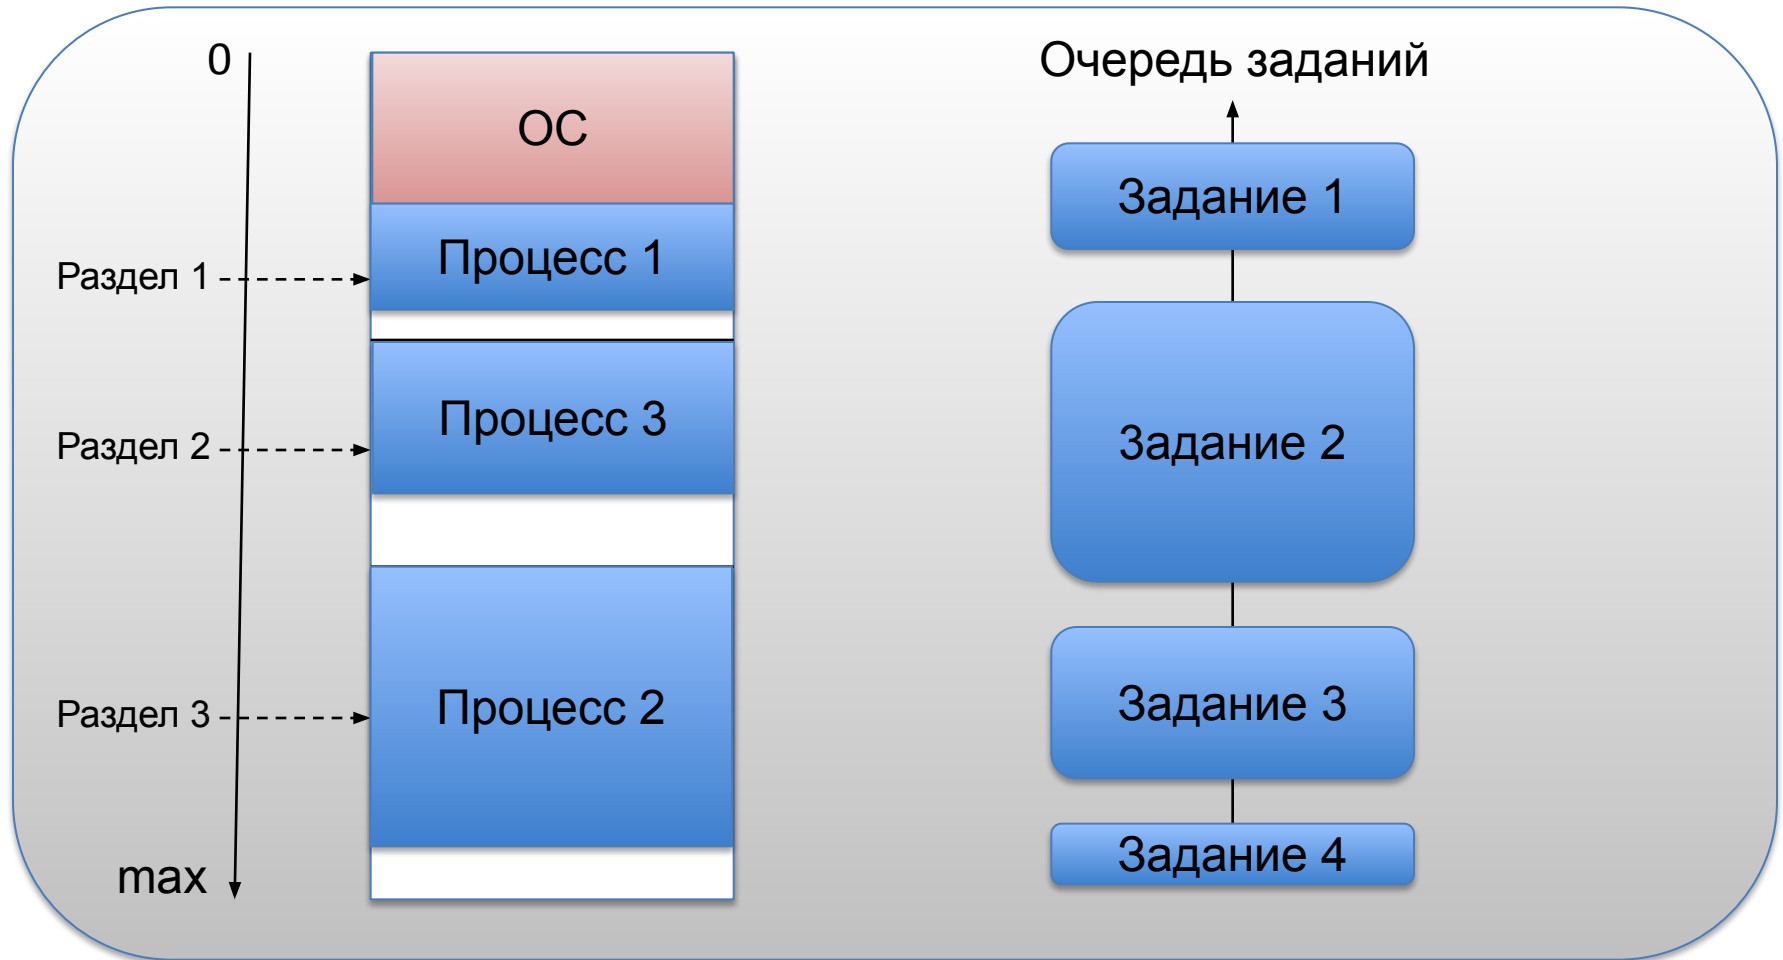 0
ОС
Процесс 1
Раздел 1
Процесс 3
Раздел 2
Процесс 2
Раздел 3
max
Очередь заданий
Задание 1
Задание 2
Задание 3
Задание 4